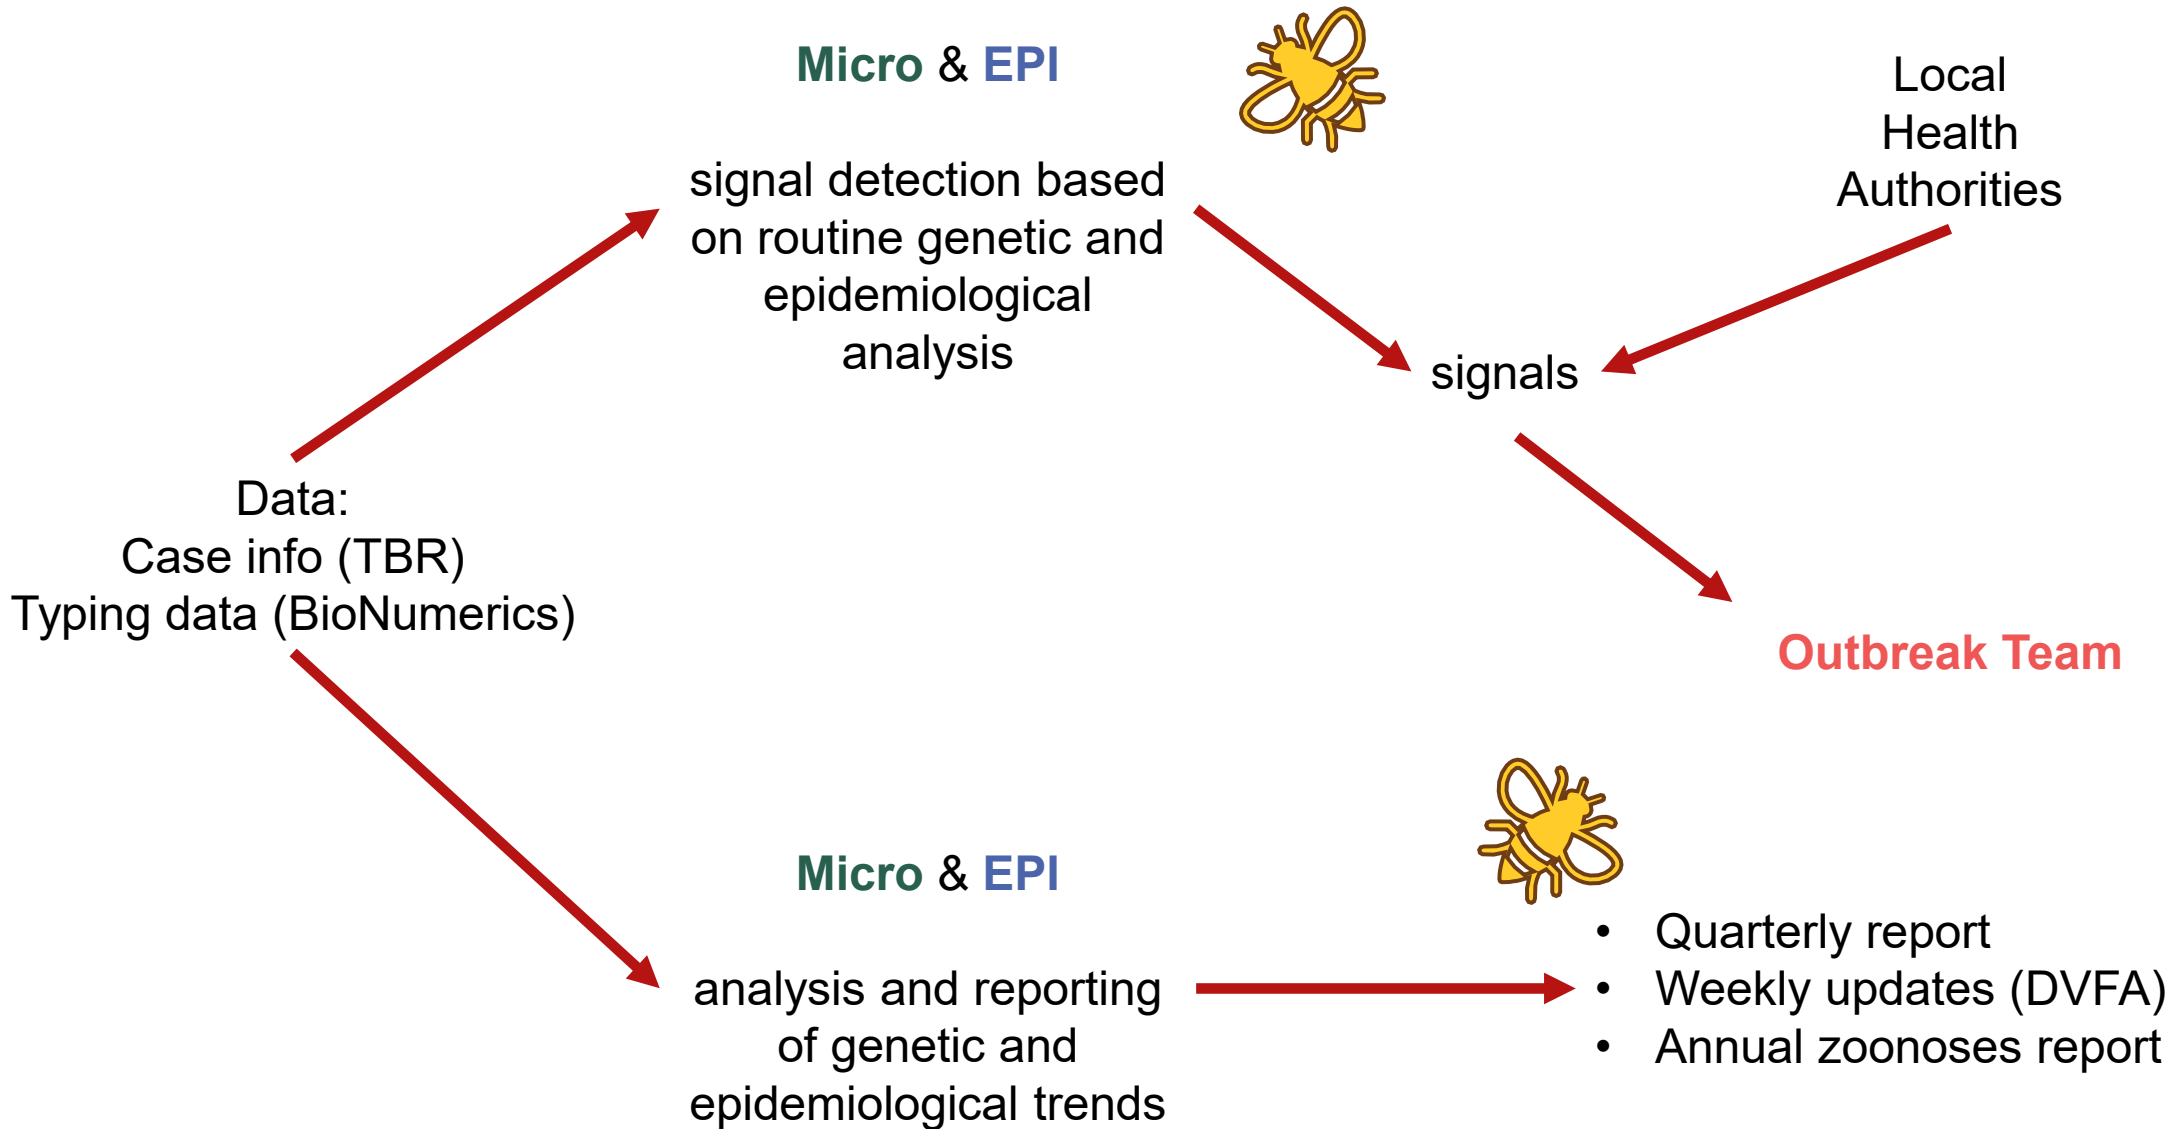 Micro & EPI
signal detection based
on routine genetic and
epidemiological
analysis
Local
Health
Authorities
signals
Data:
Case info (TBR)
Typing data (BioNumerics)
Outbreak Team
Micro & EPI
analysis and reporting
of genetic and
epidemiological trends
• Quarterly report
• Weekly updates (DVFA)
• Annual zoonoses report